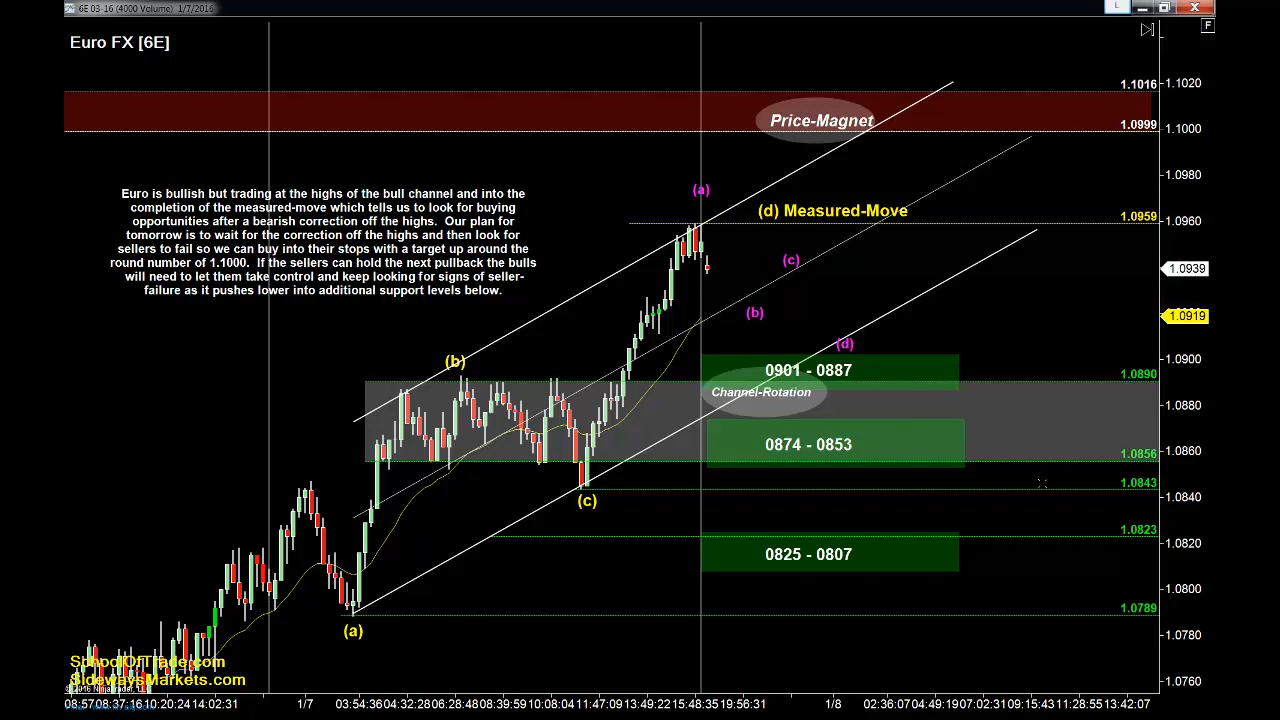 6E 03-16 (4000 Volume) 1/7/2016
L
F
Euro FX [6E]
1.1016
1.1020
Price-Magnet
1.0999
1.1000
1.0980
(a)
Euro is bullish but trading at the highs of the bull channel and into the
completion of the measured-move which tells us to look for buying
opportunities after a bearish correction off the highs. Our plan for
tomorrow is to wait for the correction off the highs and then look for
sellers to fail so we can buy into their stops with a target up around the
round number of 1.1000. If the sellers can hold the next pullback the bulls
will need to let them take control and keep looking for signs of seller-
failure as it pushes lower into additional support levels below.
(d) Measured-Move
1.0959
1.0960
(c)
1.0939
(b)
1.0919
(d)
(b)
1.0900
0901 - 0887
1.0890
Channel-Rotation
1.0880
0874 - 0853
1.0856
1.0860
1.0843
(c)
1.0840
1.0823
1.0820
0825 - 0807
1.0800
1.0789
(a)
1.0780
SchoolOfTrade.com
SidewaysMarkets.com
© 2016 NinjaTrader, LLC
1.0760
08:57 08:37:16 10:20:24 14:02:31 1/7 03:54:36 04:32:28 06:28:48 08:39:59 10:08:04 11:47:09 13:49:22 15:48:35 19:56:31 1/8 02:36:07 04:49:19 07:02:31 09:15:43 11:28:55 13:42:07